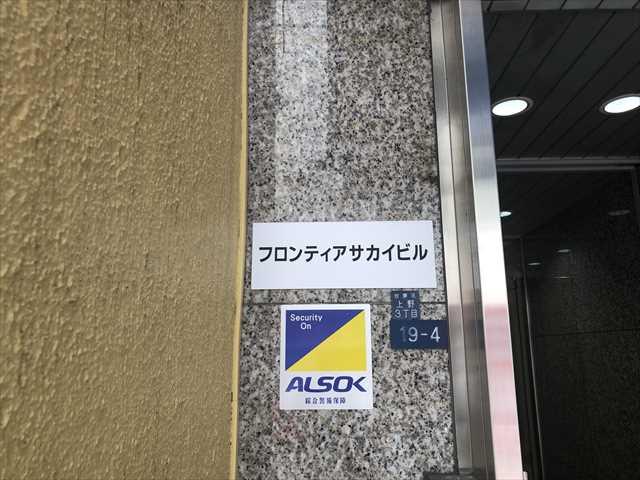 フロンティアサカイビル
台東区
上野
3丁目
19-4
Security
On
ALSOK
綜合警備保障